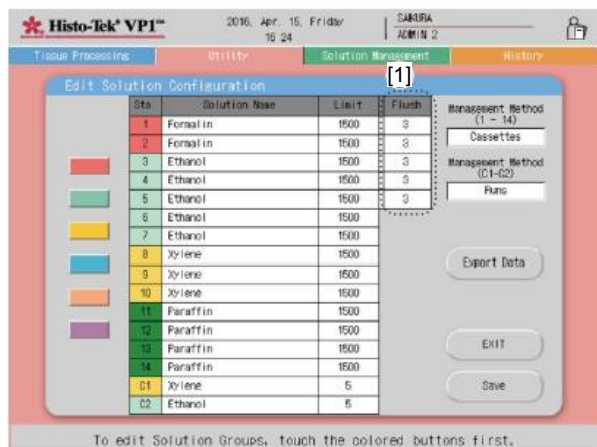 Histo-Tek® VP1™
2016. Apr. 15, Friday
16 24
SAKURA
ADMIN 2
Tissue Processing Utility Solution Management History
[1]
Edit Solution Configuration
Sta Solution Name Limit Flush
1 Formalin 1500 3
2 Formalin 1500 3
3 Ethanol 1500 3
4 Ethanol 1500 3
5 Ethanol 1500 3
6 Ethanol 1500
7 Ethanol 1500
8 Xylene 1500
9 Xylene 1500
10 Xylene 1500
11 Paraffin 1500
12 Paraffin 1500
13 Paraffin 1500
14 Paraffin 1500
C1 Xylene 5
C2 Ethanol 5
Management Method
(1 - 14)
Cassettes
Management Method
(C1-C2)
Runs
Export Data
EXIT
Save
To edit Solution Groups, touch the colored buttons first.